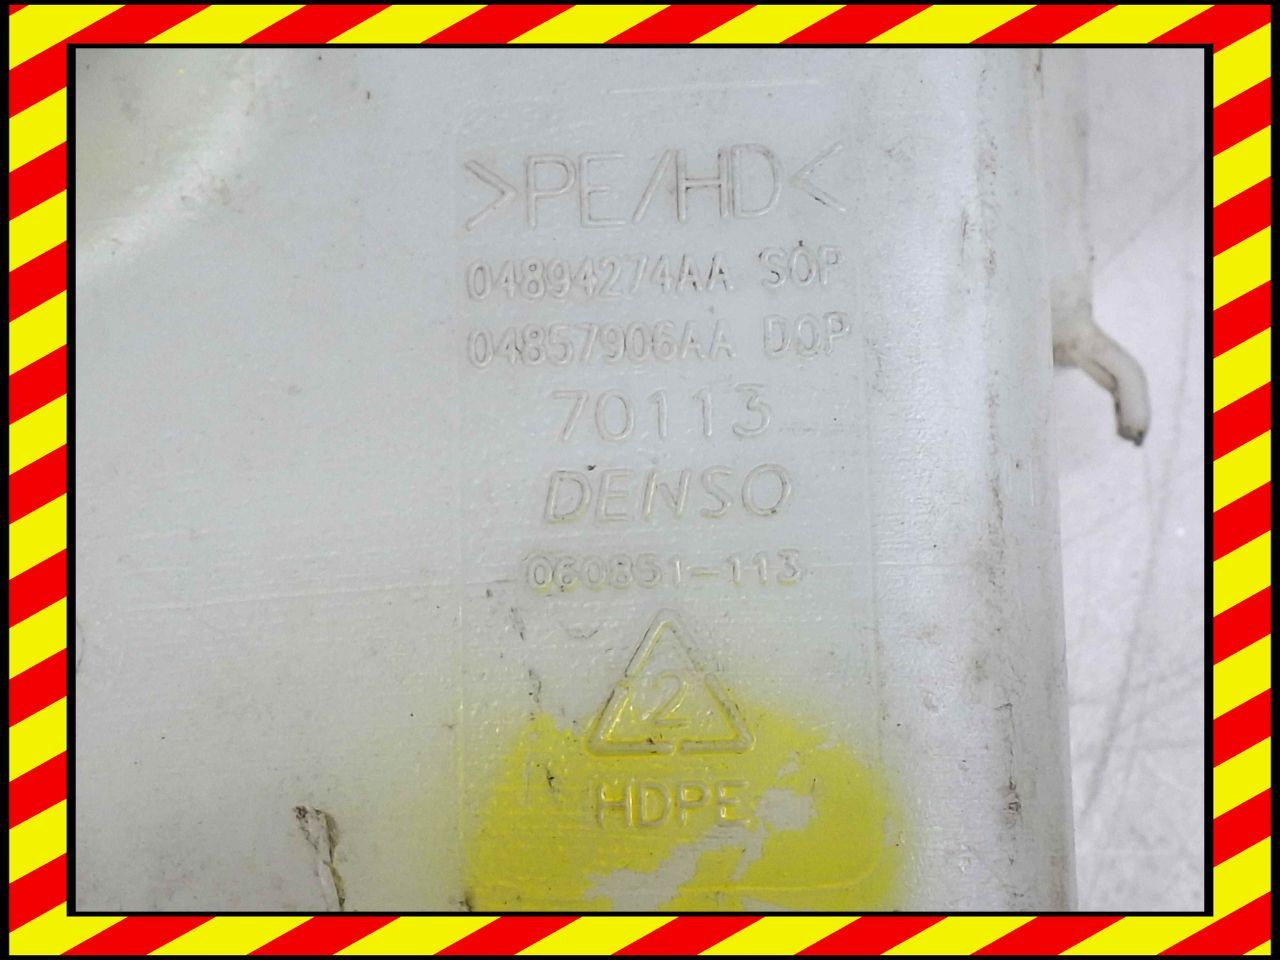 >PE/HD<
04894274AA SOP
04857906AA DOP
70113
DENSO
060851-113
2
HDPE